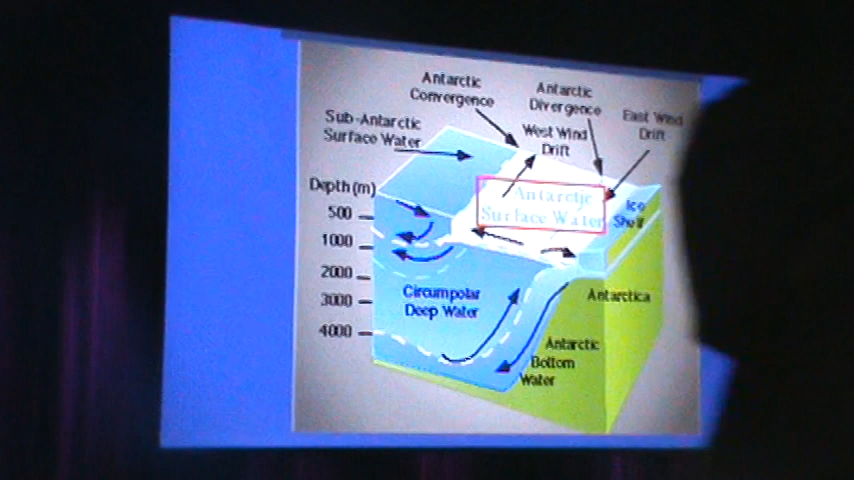 Antarctic
Convergence
Antarctic
Divergence
East Wind
Drift
Sub-Antarctic
Surface Water
West Wind
Drift
Depth (m)
Antarctic
Surface Water
Ice
Shelf
500
1000
2000
3000
4000
Circumpolar
Deep Water
Antarctica
Antarctic
Bottom
Water